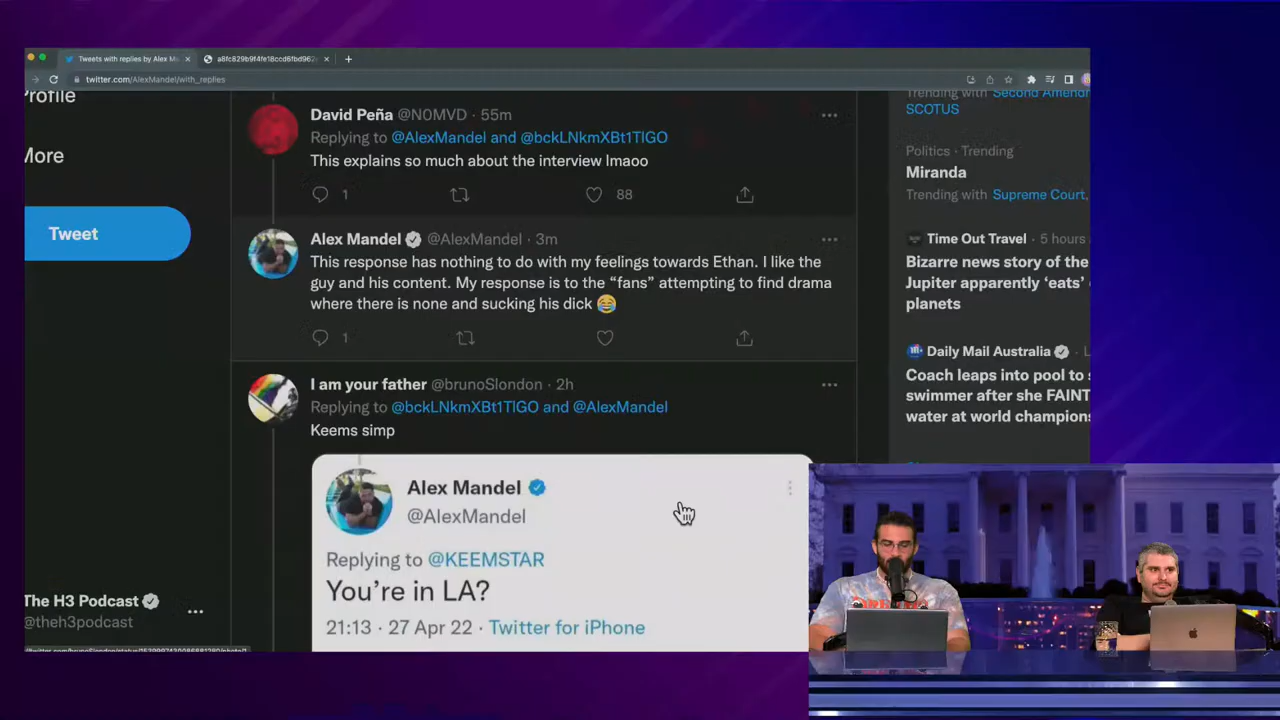 Tweets with replies by Alex M
a8fc829b9f4fe18ccd6fbd962
twitter.com/AlexMandel/with_replies
Profile
More
Tweet
The H3 Podcast
@theh3podcast
David Peña @N0MVD · 55m
Replying to @AlexMandel and @bckLNkmXBt1TlGO
This explains so much about the interview lmaoo
1
88
Alex Mandel @AlexMandel · 3m
This response has nothing to do with my feelings towards Ethan. I like the
guy and his content. My response is to the “fans” attempting to find drama
where there is none and sucking his dick 😂
1
I am your father @brunoSlondon · 2h
Replying to @bckLNkmXBt1TlGO and @AlexMandel
Keems simp
Alex Mandel
@AlexMandel
Replying to @KEEMSTAR
You’re in LA?
21:13 · 27 Apr 22 · Twitter for iPhone
Trending with Second Amendm
SCOTUS
Politics · Trending
Miranda
Trending with Supreme Court,
Time Out Travel · 5 hours
Bizarre news story of the
Jupiter apparently ‘eats’
planets
Daily Mail Australia · L
Coach leaps into pool to s
swimmer after she FAINT
water at world champions